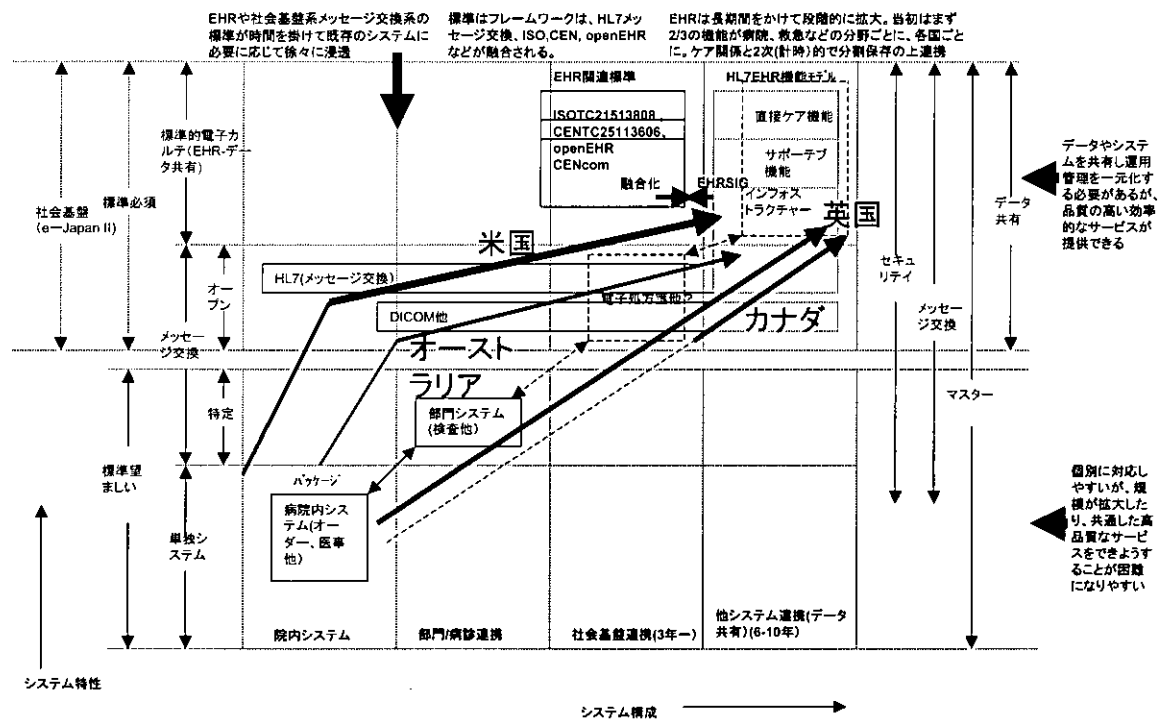 EHRや社会基盤系メッセージ交換系の
標準が時間を掛けて既存のシステムに
必要に応じて徐々に浸透
標準はフレームワークは、HL7メッ
セージ交換、ISO,CEN, openEHR
などが融合される。
EHRは長期間をかけて段階的に拡大。当初はまず
2/3の機能が病院、救急などの分野ごとに、各国ごと
に。ケア関係と2次(計時)的で分割保存の上連携
EHR関連標準
ISOTC21513808、
CENTC25113606、
openEHR
CENcom
融合化
EHRSIG
HL7EHR機能モデル
直接ケア機能
サポーテブ
機能
インフォス
トラクチャー
社会基盤
(eーJapan II)
標準必須
標準的電子カ
ルテ(EHR-デー
タ共有)
オー
プン
メッセー
ジ交換
特定
標準望
ましい
単独シ
ステム
米国
英国
カナダ
オースト
ラリア
HL7(メッセージ交換)
DICOM他
電子処方箋他?
部門システム
(検査他)
パッケージ
病院内シス
テム(オー
ダー、医事
他)
データ
共有
セキュ
リテイ
メッセー
ジ交換
マスター
データやシステ
ムを共有し運用
管理を一元化す
る必要があるが、
品質の高い効率
的なサービスが
提供できる
個別に対応し
やすいが、規
模が拡大した
り、共通した高
品質なサービ
スをできようす
ることが困難
になりやすい
院内システム
部門/病診連携
社会基盤連携(3年ー)
他システム連携(データ
共有)(6-10年)
システム特性
システム構成